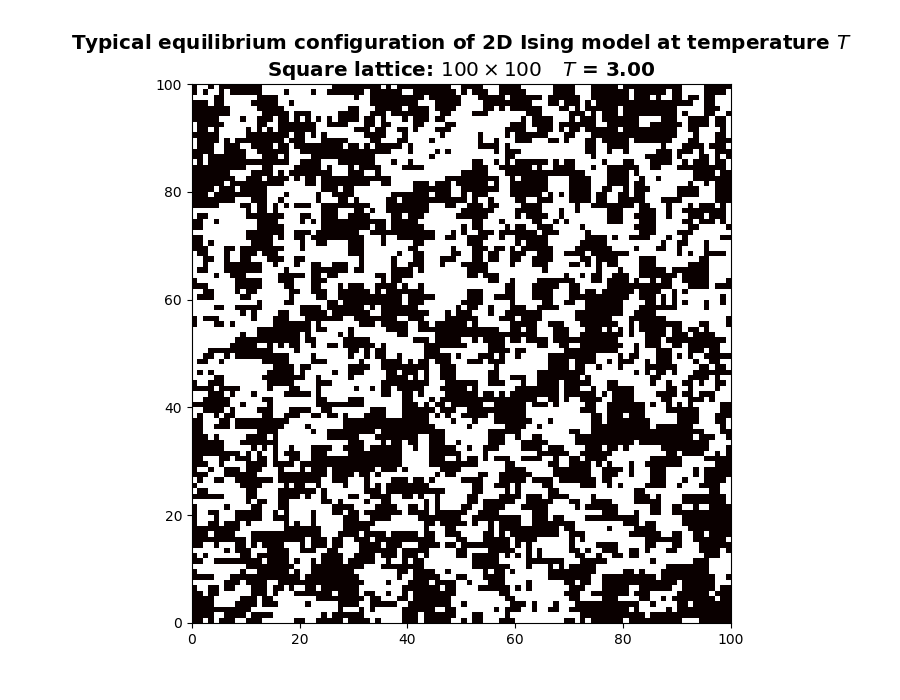 Typical equilibrium configuration of 2D Ising model at temperature T
Square lattice: 100 × 100 T = 3.00
100
80
60
40
20
0
0 20 40 60 80 100